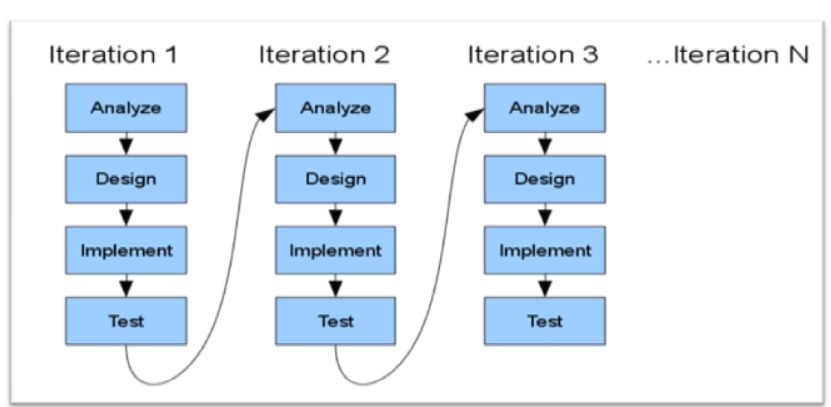 Iteration 1
Iteration 2
Iteration 3
...Iteration N
Analyze
Analyze
Analyze
Design
Design
Design
Implement
Implement
Implement
Test
Test
Test